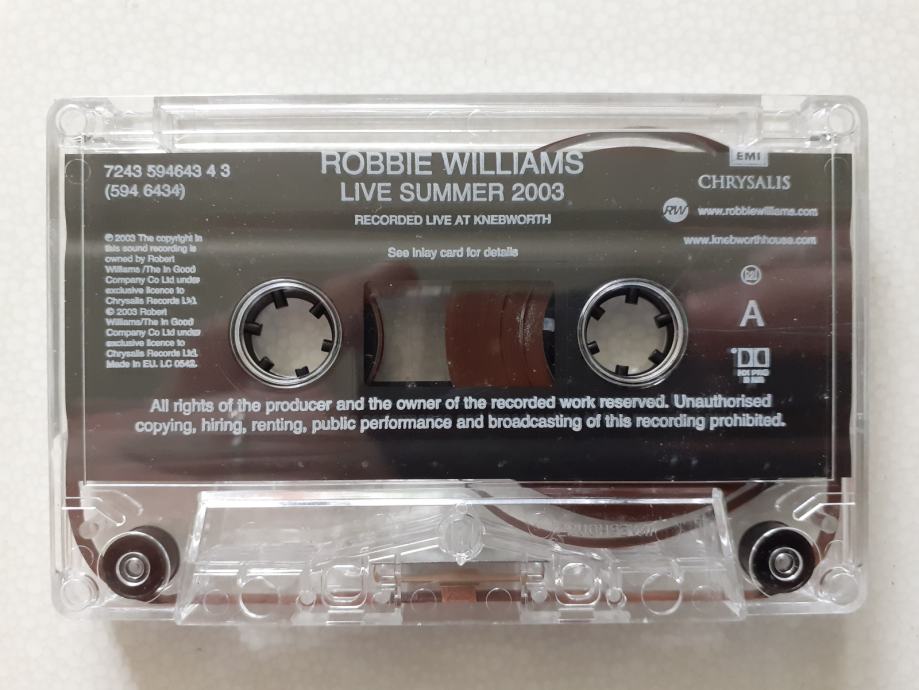 7243 594643 4 3
(594 6434)
ROBBIE WILLIAMS
LIVE SUMMER 2003
RECORDED LIVE AT KNEBWORTH
See inlay card for details
EMI
CHRYSALIS
RW www.robbiewilliams.com
www.knebworthhouse.com
A
℗ 2003 The copyright in
this sound recording is
owned by Robert
Williams /The In Good
Company Co Ltd under
exclusive licence to
Chrysalis Records Ltd.
© 2003 Robert
Williams/The In Good
Company Co Ltd under
exclusive licence to
Chrysalis Records Ltd.
Made in EU. LC 0542.
All rights of the producer and the owner of the recorded work reserved. Unauthorised
copying, hiring, renting, public performance and broadcasting of this recording prohibited.